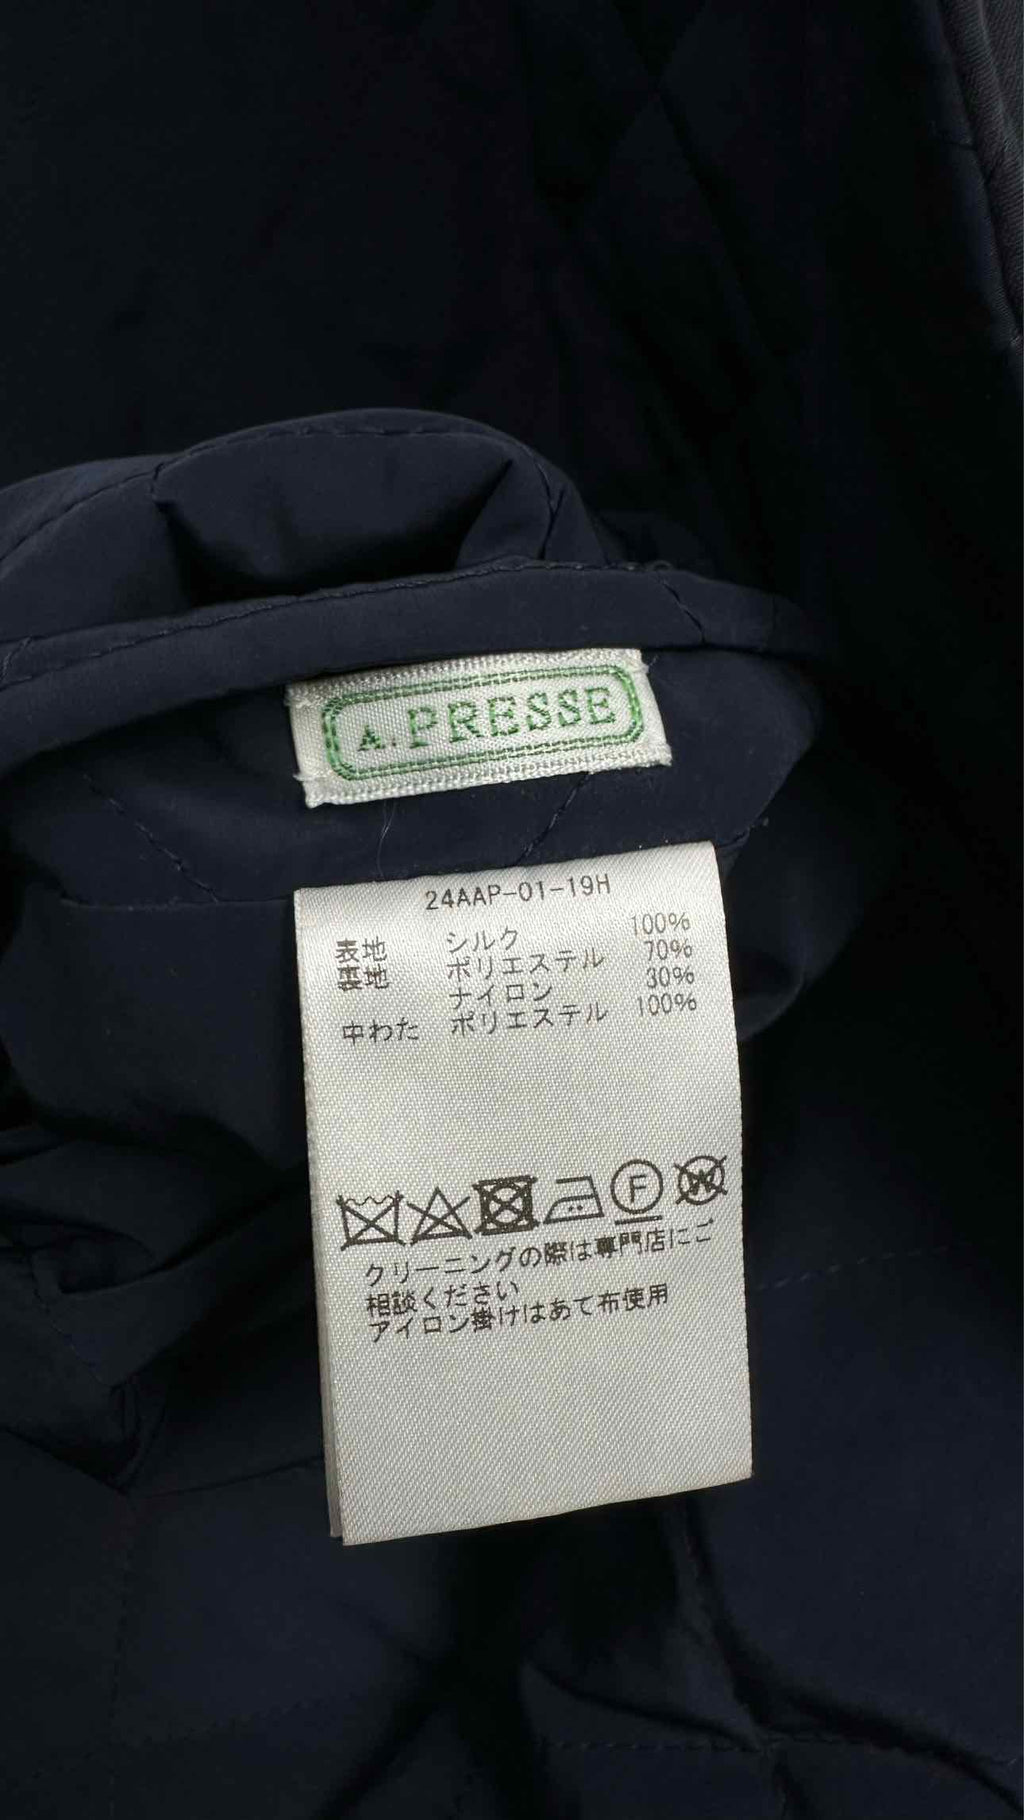 A. PRESSE
24AAP-01-19H
表地 シルク 100%
裏地 ポリエステル 70%
ナイロン 30%
中わた ポリエステル 100%
F W
クリーニングの際は専門店にご
相談ください
アイロン掛けはあて布使用